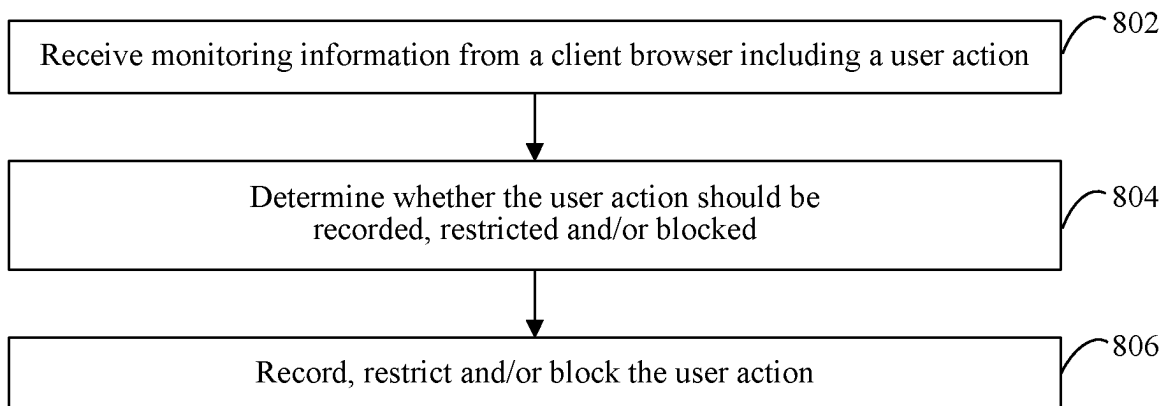 802
Receive monitoring information from a client browser including a user action
804
Determine whether the user action should be
recorded, restricted and/or blocked
806
Record, restrict and/or block the user action